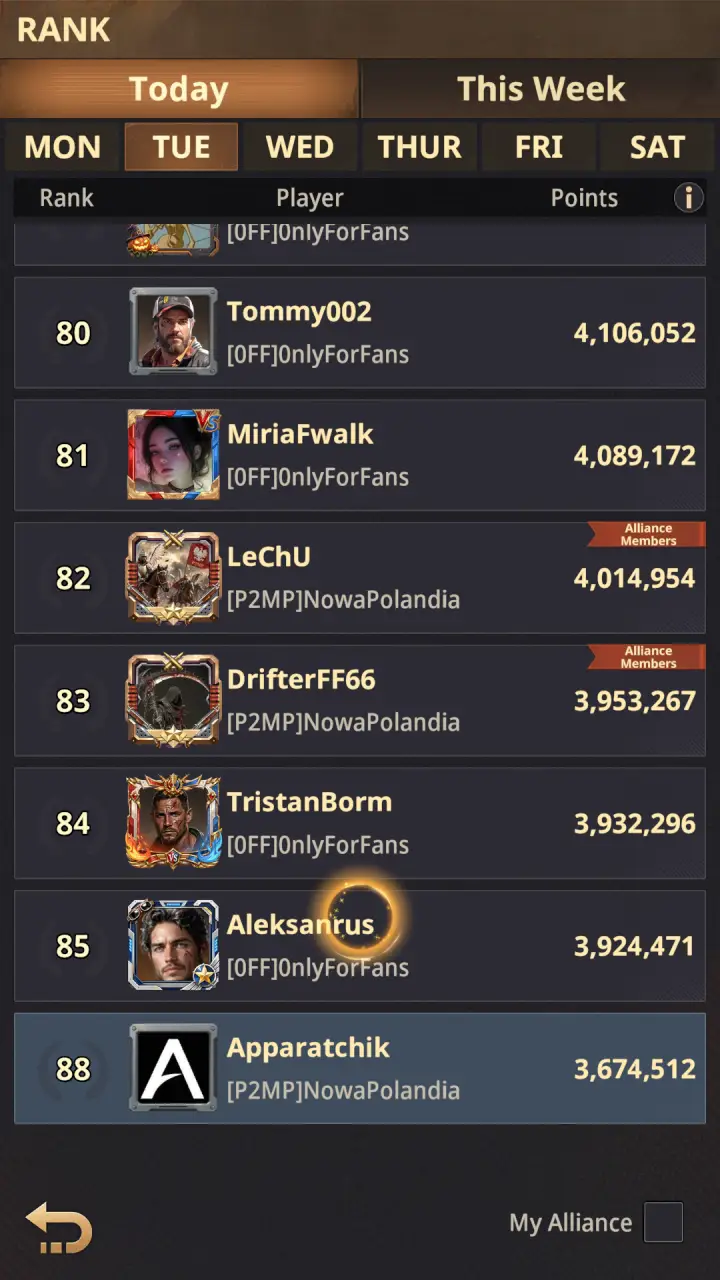 RANK
Today
This Week
MON
TUE
WED
THUR
FRI
SAT
Rank
Player
Points
[0FF]0nlyForFans
80
Tommy002
[0FF]0nlyForFans
4,106,052
81
VS
MiriaFwalk
[0FF]0nlyForFans
4,089,172
82
LeChU
[P2MP]NowaPolandia
Alliance
Members
4,014,954
83
DrifterFF66
[P2MP]NowaPolandia
Alliance
Members
3,953,267
84
VS
TristanBorm
[0FF]0nlyForFans
3,932,296
85
Aleksanrus
[0FF]0nlyForFans
3,924,471
88
A
Apparatchik
[P2MP]NowaPolandia
3,674,512
My Alliance